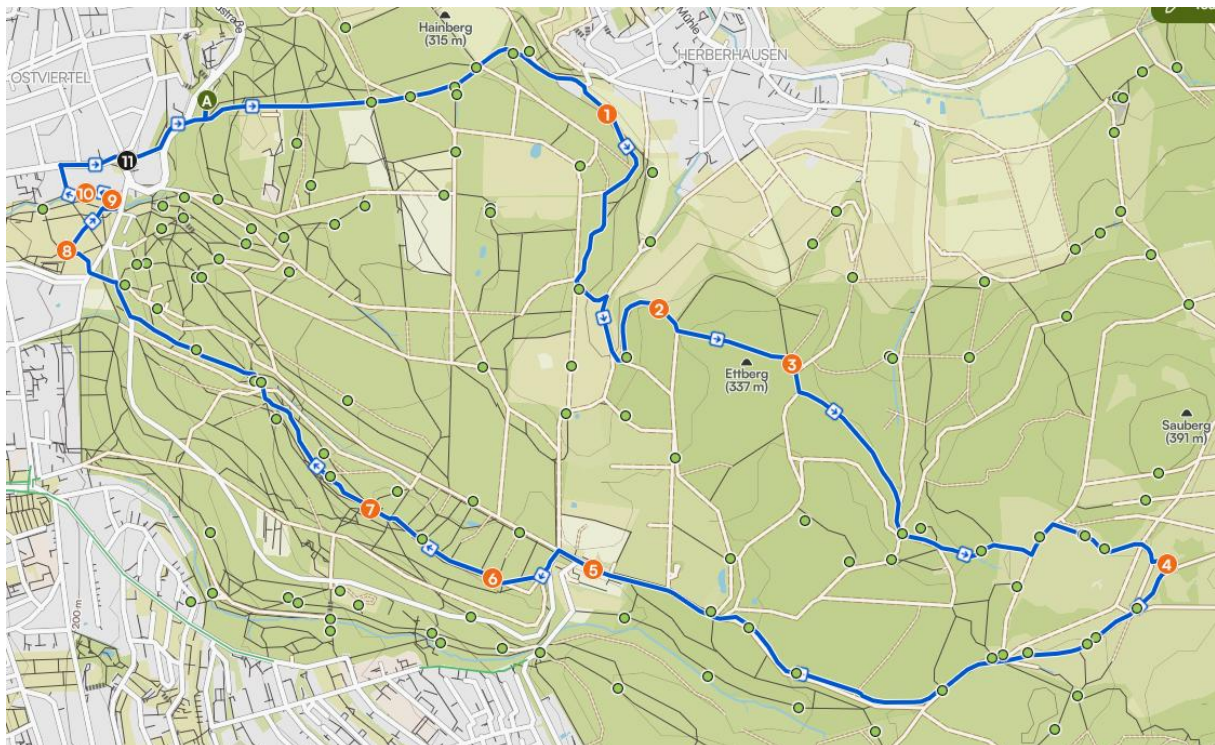 Hainberg
(315 m)
Mühle
HERBERHAUSEN
OSTVIERTEL
A
1
11
10
9
8
2
3
Ettberg
(337 m)
Sauberg
(391 m)
7
6
5
4
200 m